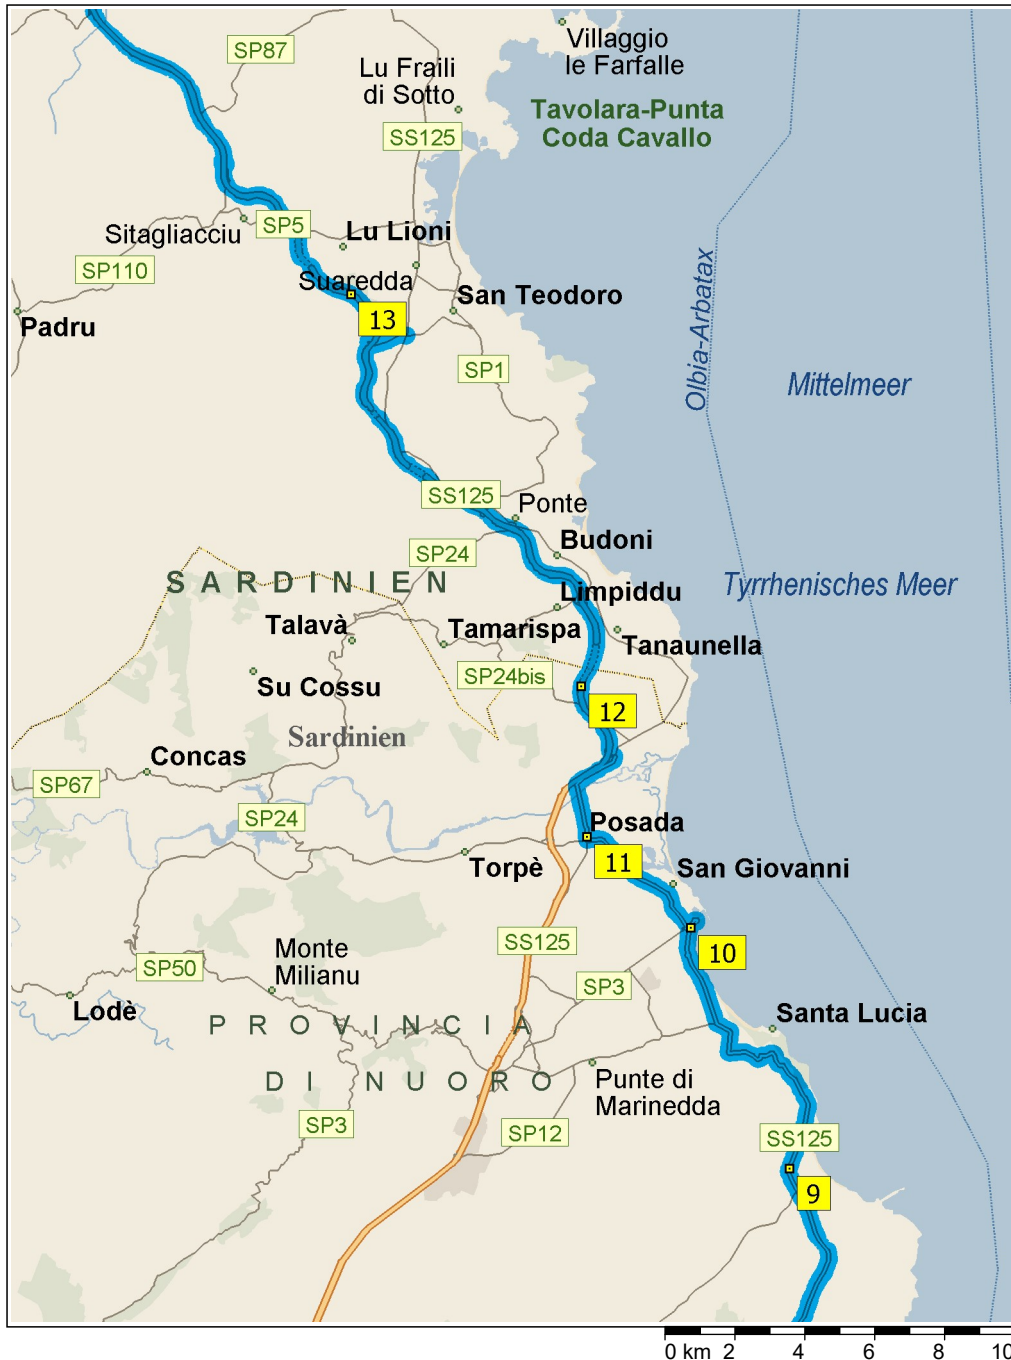 SP87
Villaggio
le Farfalle
Lu Fraili
di Sotto
Tavolara-Punta
Coda Cavallo
SS125
SP5
Sitagliacciu
Lu Lioni
SP110
Suaredda
San Teodoro
Padru
13
SP1
Olbia-Arbatax
Mittelmeer
SS125
Ponte
SP24
Budoni
SARDINIEN
Limpiddu
Tyrrhenisches Meer
Talavà
Tamarispa
Tanaunella
Su Cossu
SP24bis
12
Sardinien
Concas
SP67
SP24
Posada
Torpè
11
San Giovanni
SS125
10
Monte
Milianu
SP50
SP3
Lodè
Santa Lucia
PROVINCIA
DI NUORO
Punte di
Marinedda
SP3
SP12
SS125
9
0 km 2 4 6 8 10